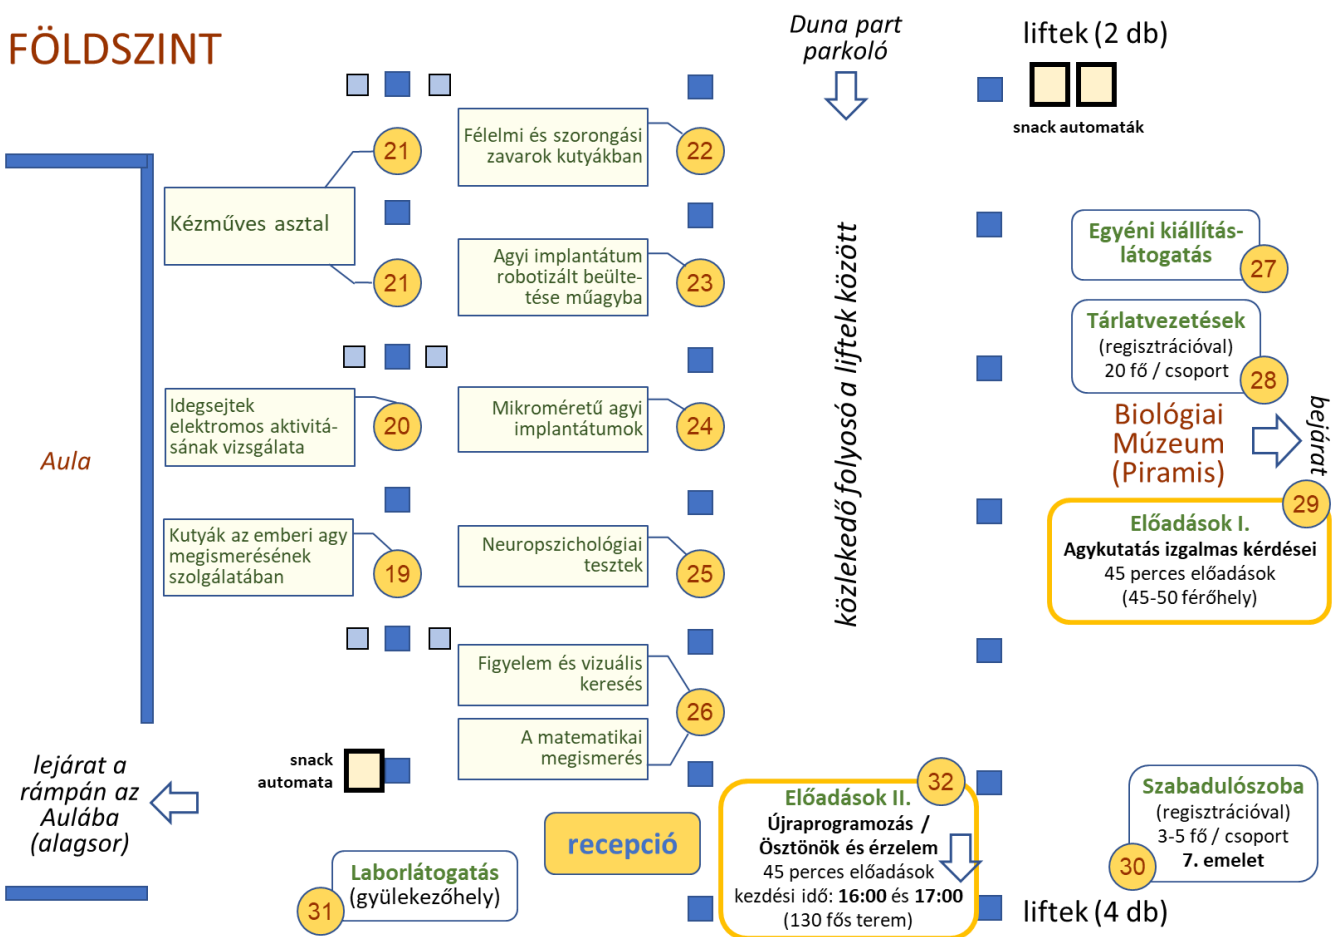 FÖLDSZINT
Duna part
parkoló
liftek (2 db)
snack automaták
21
Félelmi és szorongási
zavarok kutyákban
22
Kézműves asztal
21
Agyi implantátum
robotizált beülte-
tése műagyba
23
közlekedő folyosó a liftek között
Egyéni kiállítás-
látogatás
27
Tárlatvezetések
(regisztrációval)
20 fő / csoport
28
Biológiai
Múzeum
(Piramis)
bejárat
Aula
Idegsejtek
elektromos aktivitá-
sának vizsgálata
20
Mikroméretű agyi
implantátumok
24
29
Előadások I.
Agykutatás izgalmas kérdései
45 perces előadások
(45-50 férőhely)
Kutyák az emberi agy
megismerésének
szolgálatában
19
Neuropszichológiai
tesztek
25
Figyelem és vizuális
keresés
26
A matematikai
megismerés
snack
automata
lejárat a
rámpán az
Aulába
(alagsor)
recepció
32
Előadások II.
Újraprogramozás /
Ösztönök és érzelem
45 perces előadások
kezdési idő: 16:00 és 17:00
(130 fős terem)
Szabadulószoba
(regisztrációval)
3-5 fő / csoport
7. emelet
30
Laborlátogatás
(gyülekezőhely)
31
liftek (4 db)